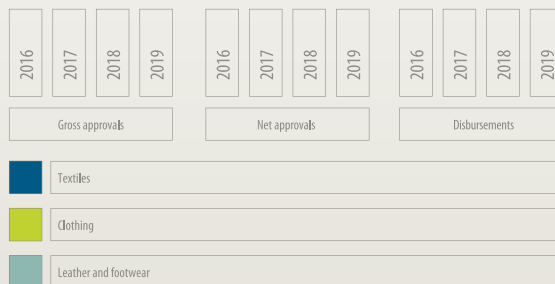 2016 2017 2018 2019 2016 2017 2018 2019 2016 2017 2018 2019
Gross approvals Net approvals Disbursements
Textiles
Clothing
Leather and footwear